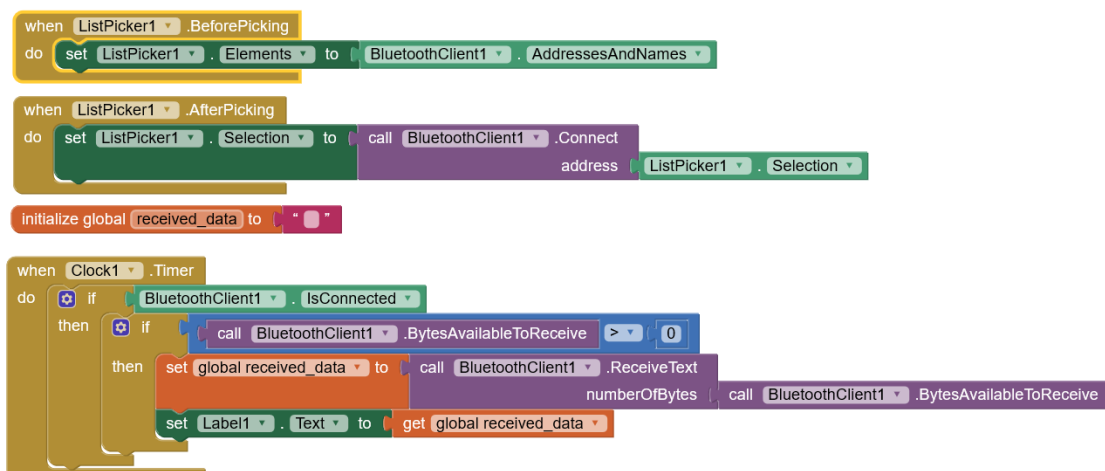 when ListPicker1 .BeforePicking
do set ListPicker1 . Elements to BluetoothClient1 . AddressesAndNames
when ListPicker1 .AfterPicking
do set ListPicker1 . Selection to call BluetoothClient1 .Connect
address ListPicker1 . Selection
initialize global received_data to “ ”
when Clock1 .Timer
do if BluetoothClient1 . IsConnected
then if call BluetoothClient1 .BytesAvailableToReceive > 0
then set global received_data to call BluetoothClient1 .ReceiveText
numberOfBytes call BluetoothClient1 .BytesAvailableToReceive
set Label1 . Text to get global received_data